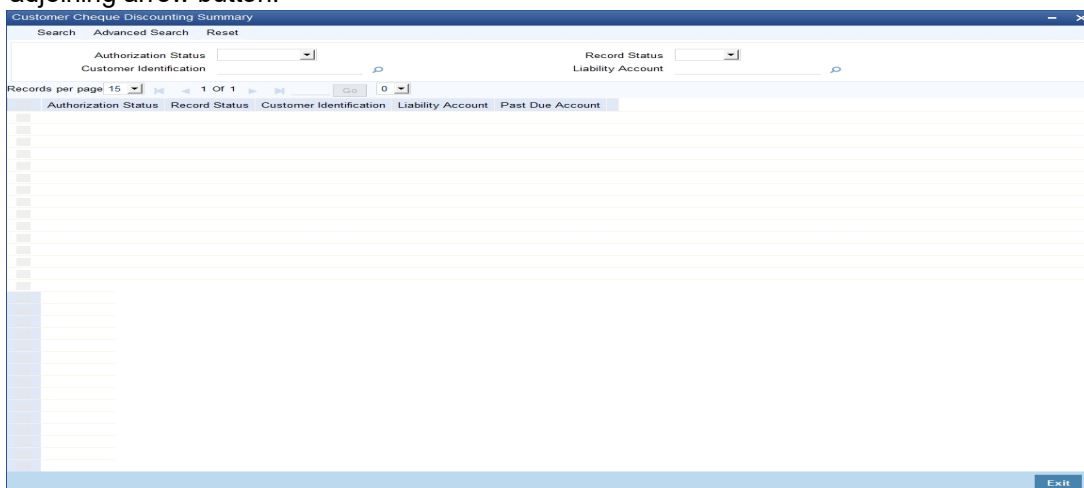 adjoining arrow button.
Customer Cheque Discounting Summary
Search Advanced Search Reset
Authorization Status Record Status
Customer Identification Liability Account
Records per page 15 1 Of 1 Go 0
Authorization Status Record Status Customer Identification Liability Account Past Due Account
Exit